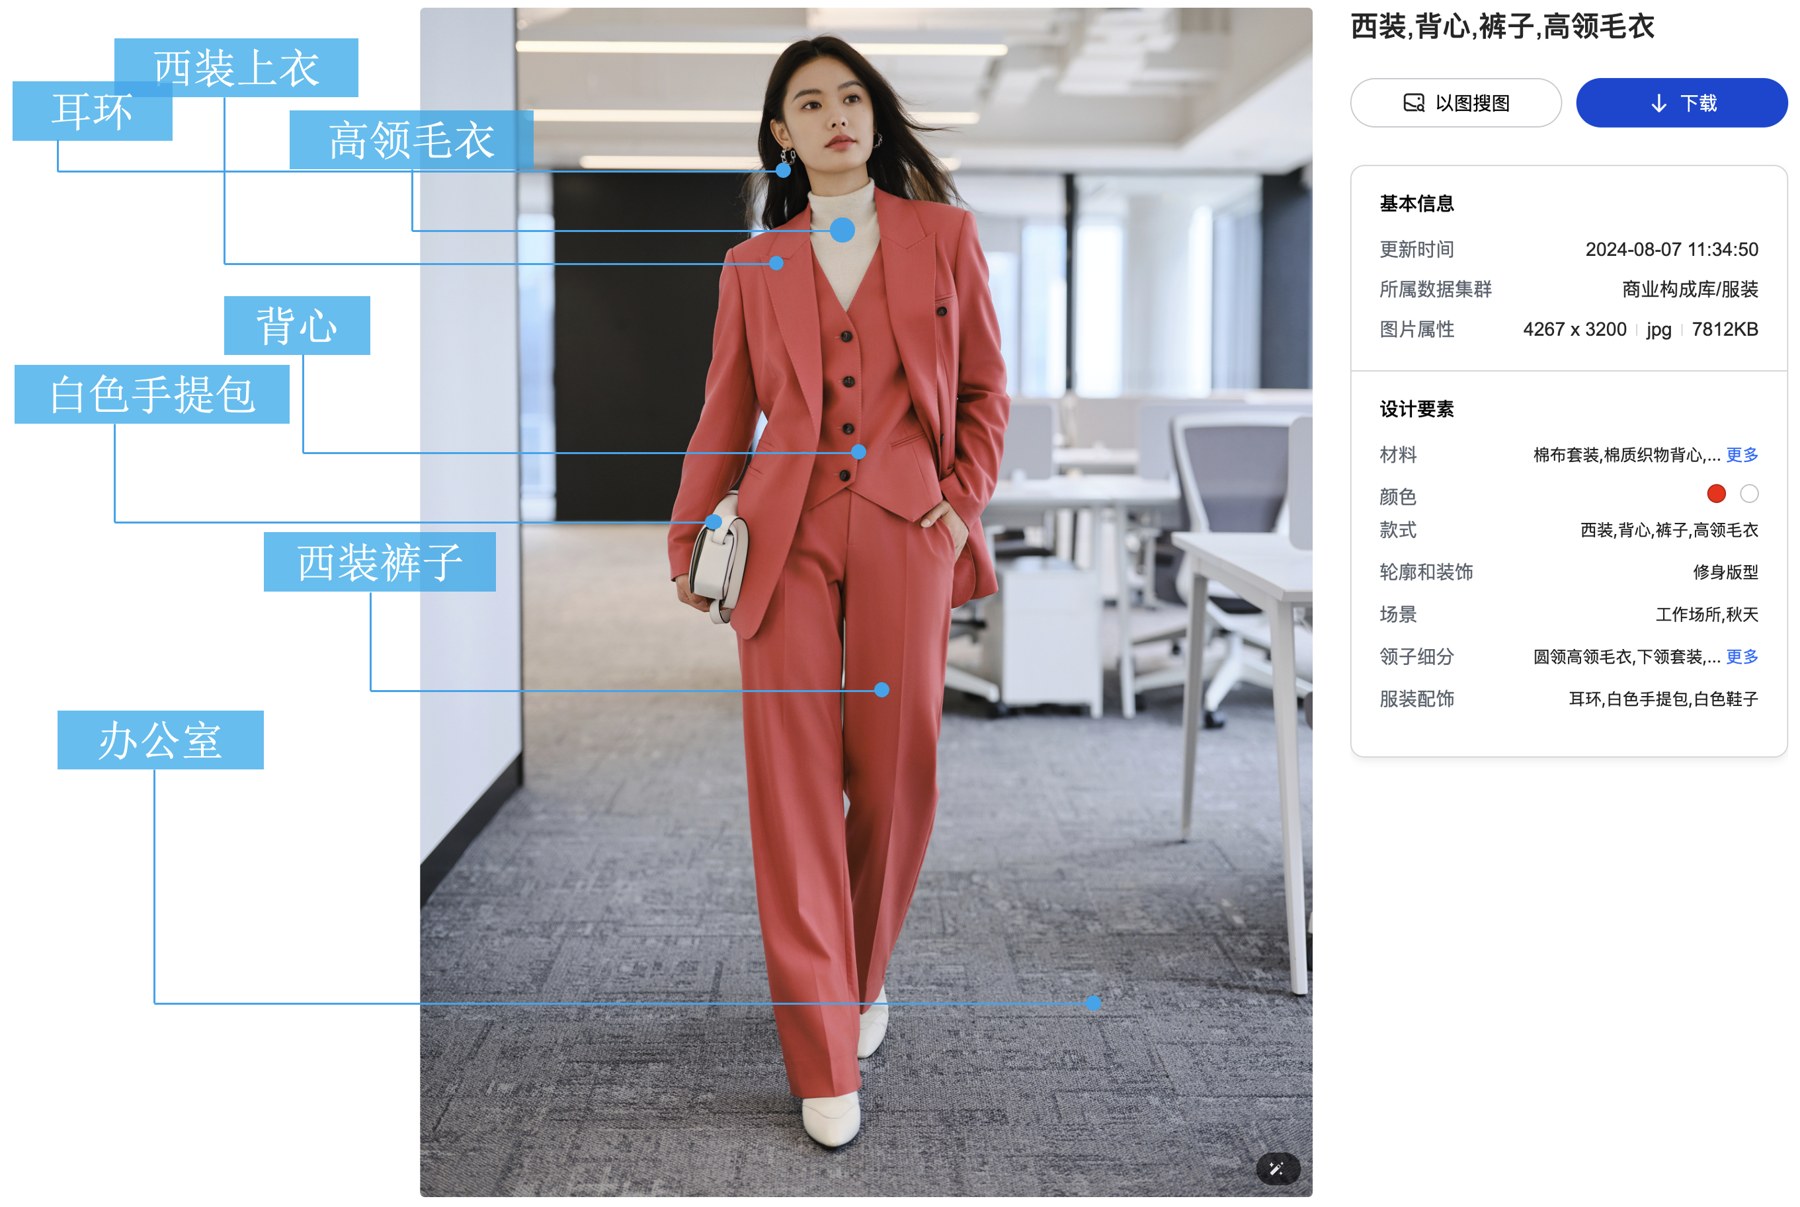 西装上衣
耳环
高领毛衣
背心
白色手提包
西装裤子
办公室
西装,背心,裤子,高领毛衣
以图搜图
下载
基本信息
更新时间 2024-08-07 11:34:50
所属数据集群 商业构成库/服装
图片属性 4267 x 3200 | jpg | 7812KB
设计要素
材料 棉布套装,棉质织物背心,... 更多
颜色
款式 西装,背心,裤子,高领毛衣
轮廓和装饰 修身版型
场景 工作场所,秋天
领子细分 圆领高领毛衣,下领套装,... 更多
服装配饰 耳环,白色手提包,白色鞋子